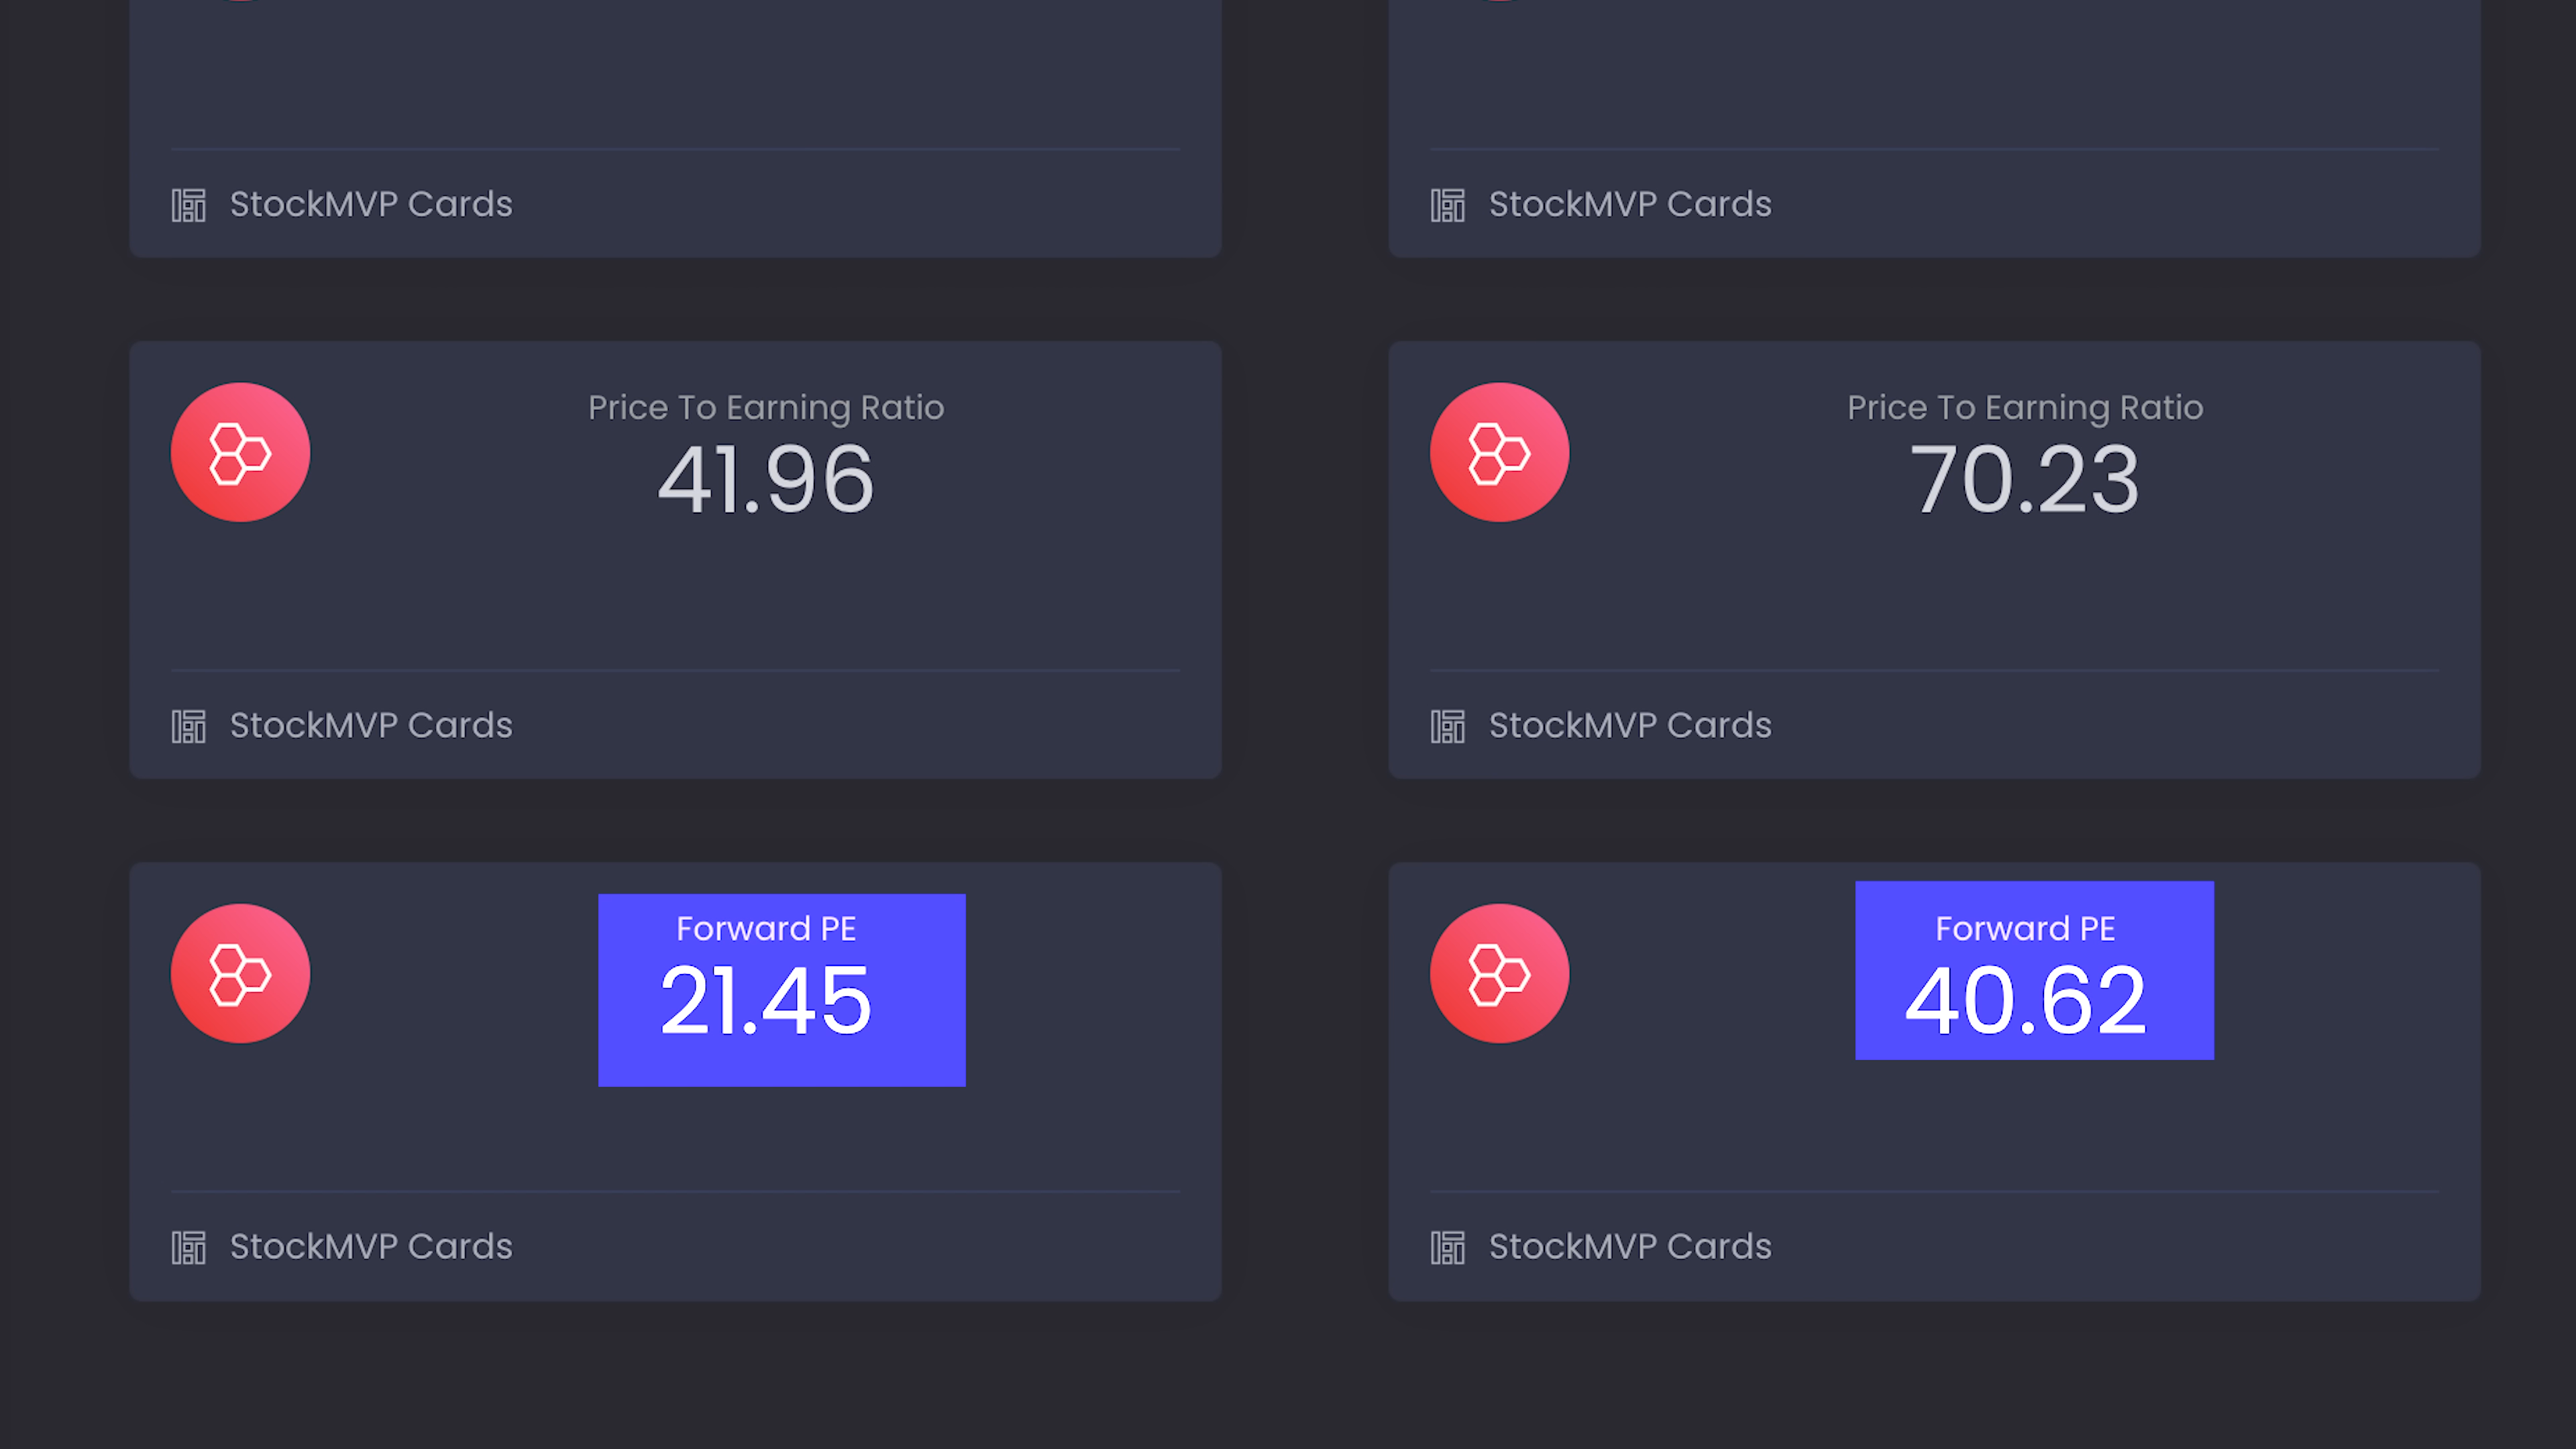 StockMVP Cards
StockMVP Cards
Price To Earning Ratio
41.96
Price To Earning Ratio
70.23
StockMVP Cards
StockMVP Cards
Forward PE
21.45
Forward PE
40.62
StockMVP Cards
StockMVP Cards